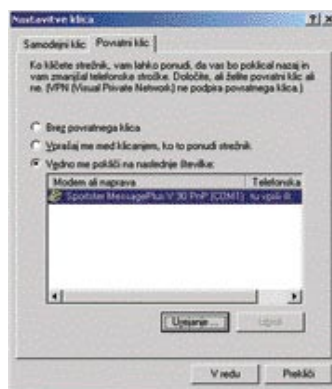 Nastavitve klica
Samodejni klic Povratni klic
Ko kličete strežnik, vam lahko ponudi, da vas bo poklical nazaj in
vam zmanjšal telefonske stroške. Določite, ali želite povratni klic ali
ne. (VPN (Visual Private Network) ne podpira povratnega klica.)
Brez povratnega klica
Vprašaj me med klicanjem, ko to ponudi strežnik.
Vedno me pokliči na naslednje številke:
Modem ali naprava Telefonska
Sportster MessagePlus V.90 PnP (COM1)
Urejanje ...
V redu Prekliči